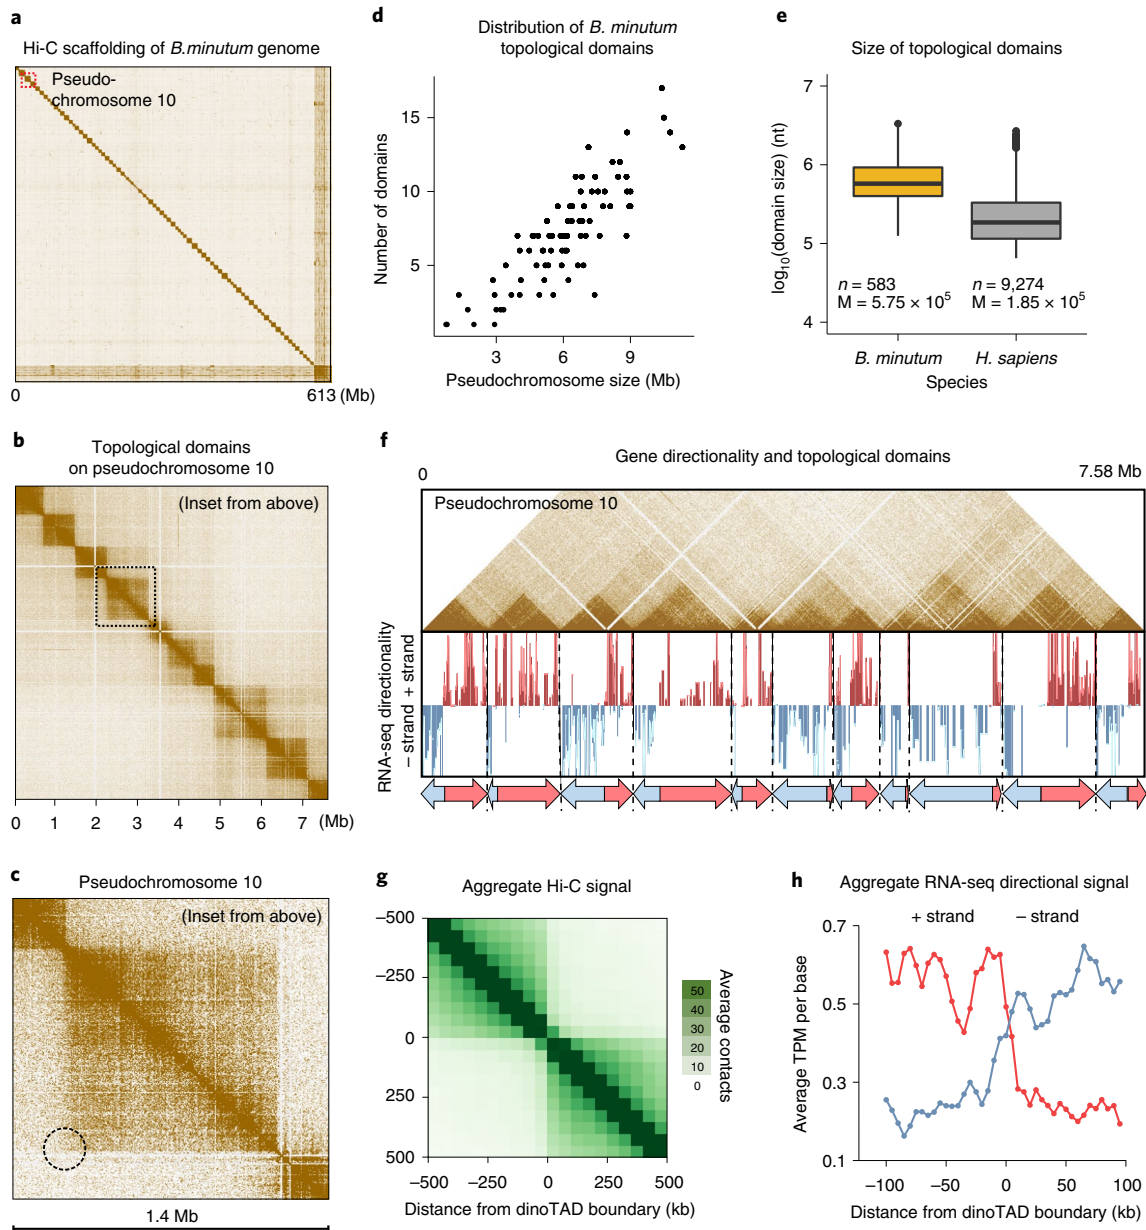 a
Hi-C scaffolding of B.minutum genome
Pseudo-
chromosome 10
0
613 (Mb)
b
Topological domains
on pseudochromosome 10
(Inset from above)
0 1 2 3 4 5 6 7 (Mb)
c
Pseudochromosome 10
(Inset from above)
1.4 Mb
d
Distribution of B. minutum
topological domains
Number of domains
15
10
5
3 6 9
Pseudochromosome size (Mb)
e
Size of topological domains
log10(domain size) (nt)
7
6
5
4
n = 583
M = 5.75 × 10^5
n = 9,274
M = 1.85 × 10^5
B. minutum
H. sapiens
Species
f
Gene directionality and topological domains
0
7.58 Mb
Pseudochromosome 10
RNA-seq directionality
– strand + strand
g
Aggregate Hi-C signal
–500
–250
0
250
500
–500 –250 0 250 500
Distance from dinoTAD boundary (kb)
50
40
30
20
10
0
Average contacts
h
Aggregate RNA-seq directional signal
+ strand
– strand
Average TPM per base
0.7
0.5
0.3
0.1
–100 –50 0 50 100
Distance from dinoTAD boundary (kb)